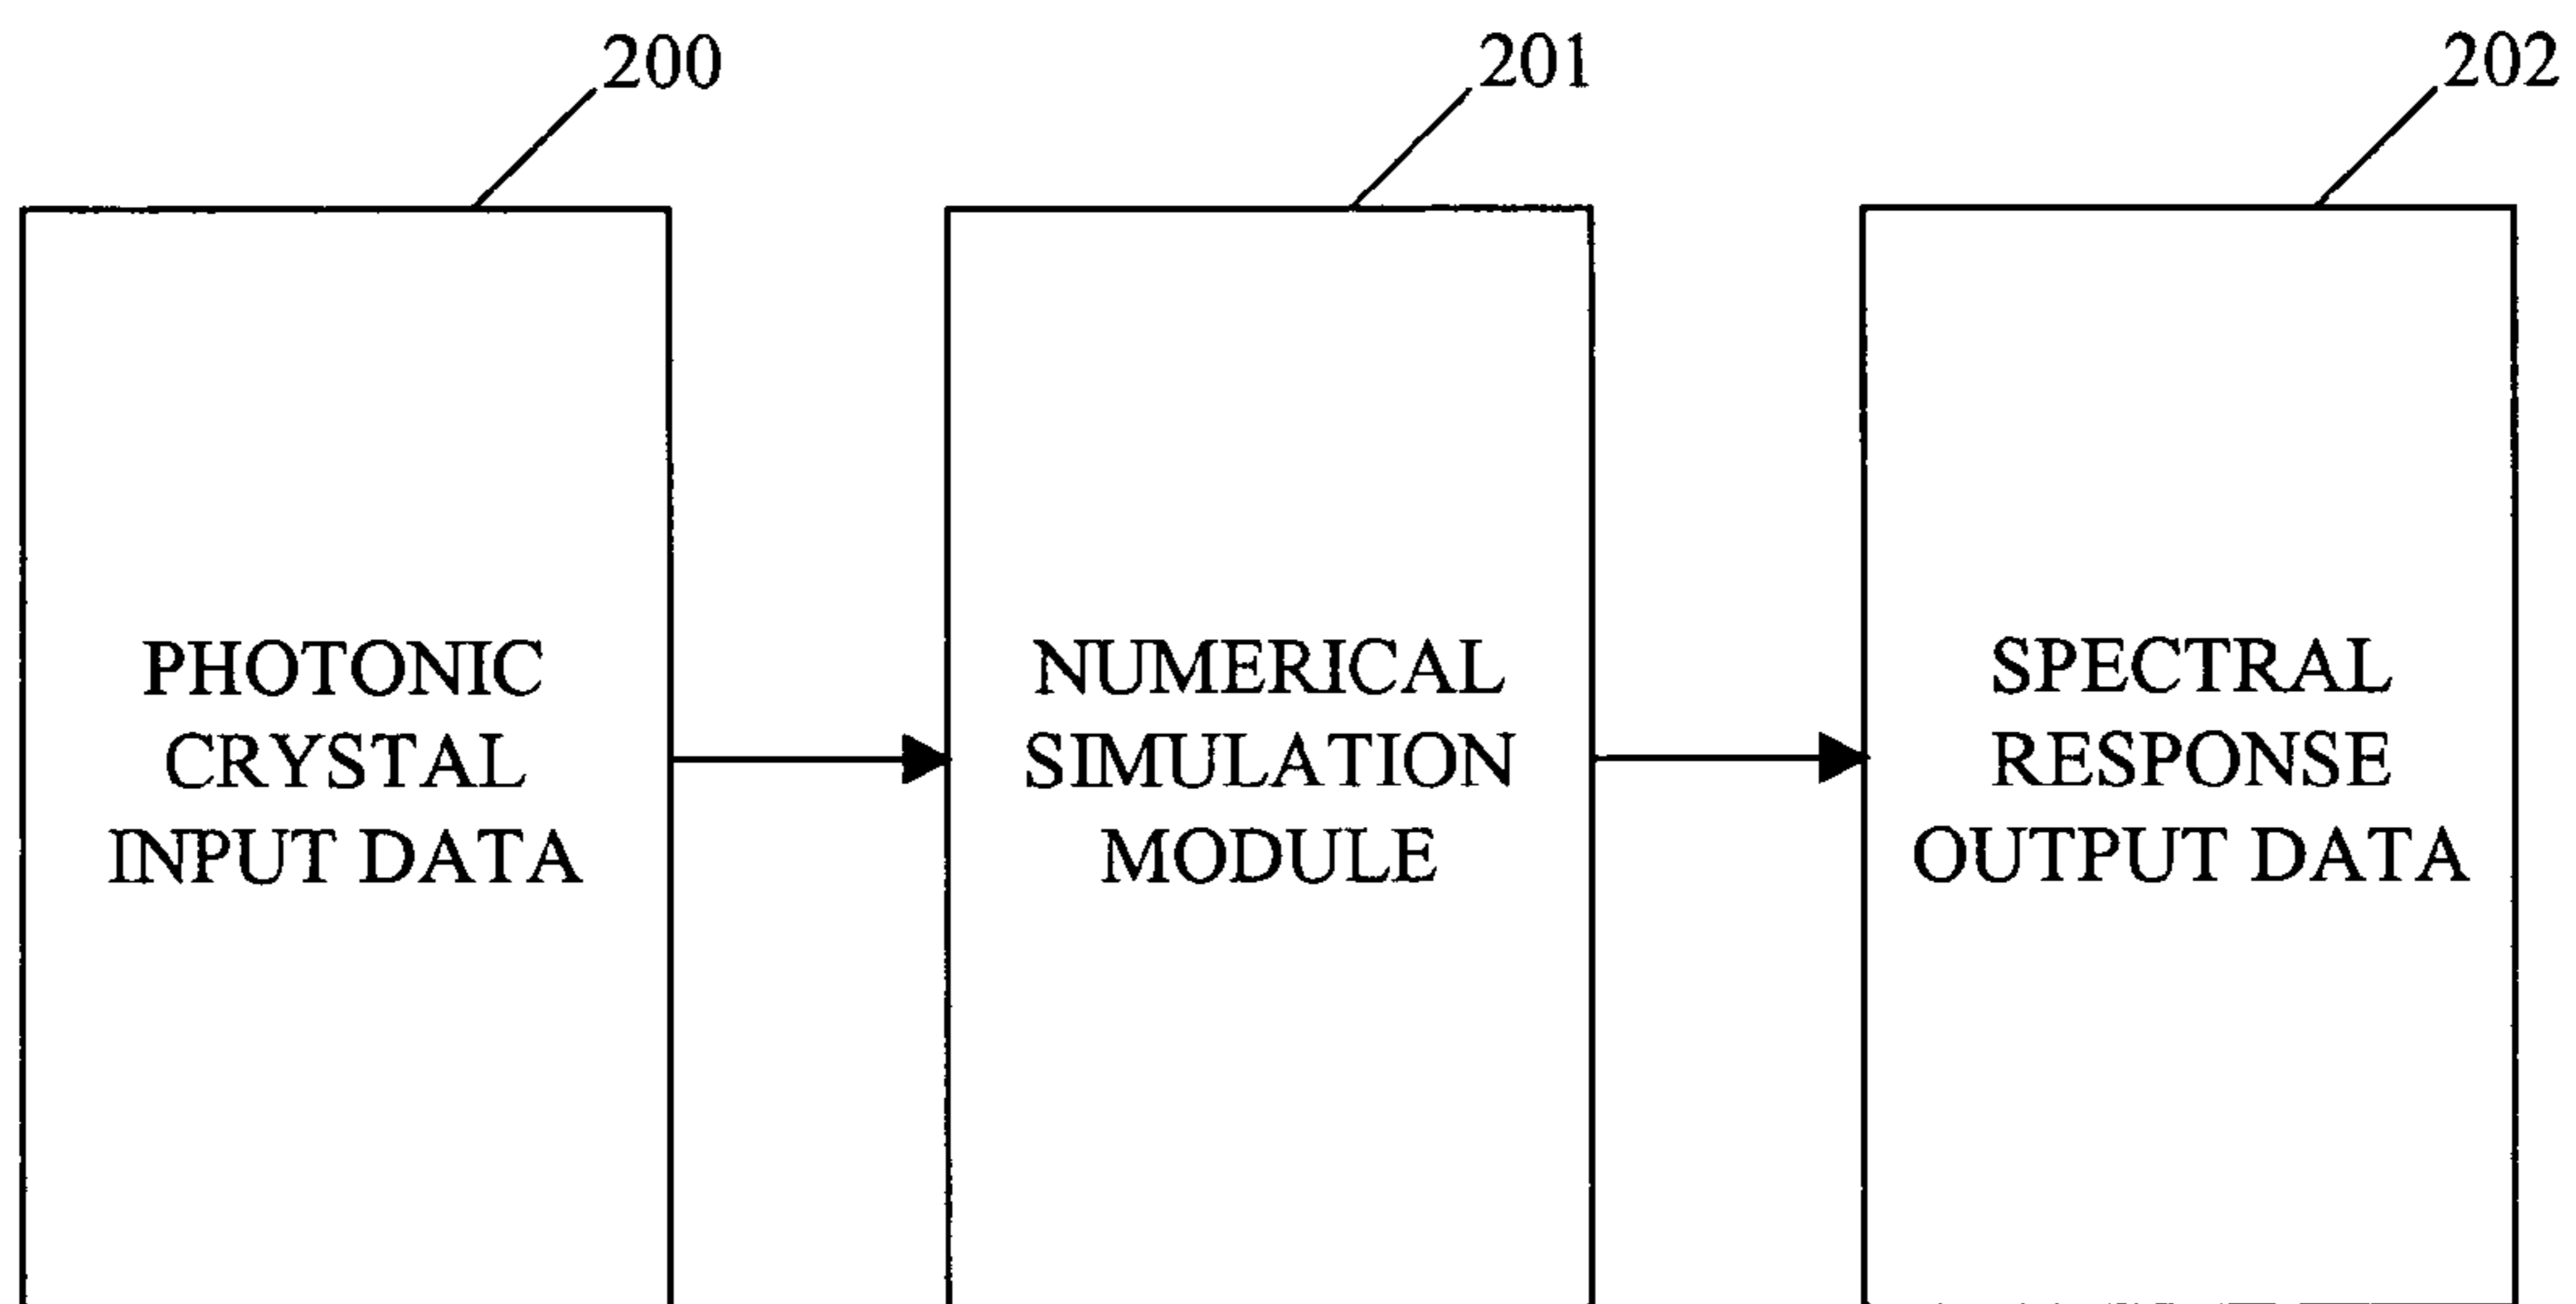 200
201
202
PHOTONIC
CRYSTAL
INPUT DATA
NUMERICAL
SIMULATION
MODULE
SPECTRAL
RESPONSE
OUTPUT DATA